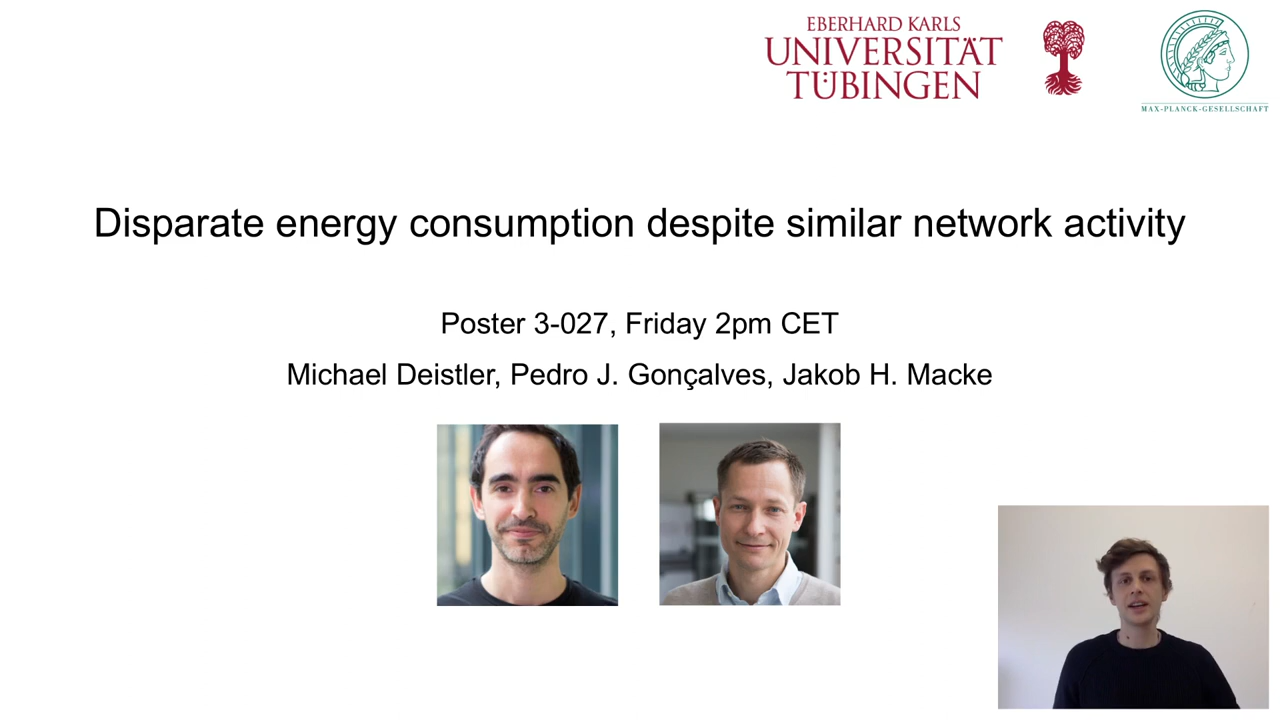 EBERHARD KARLS
UNIVERSITÄT
TÜBINGEN
MAX-PLANCK-GESELLSCHAFT
Disparate energy consumption despite similar network activity
Poster 3-027, Friday 2pm CET
Michael Deistler, Pedro J. Gonçalves, Jakob H. Macke